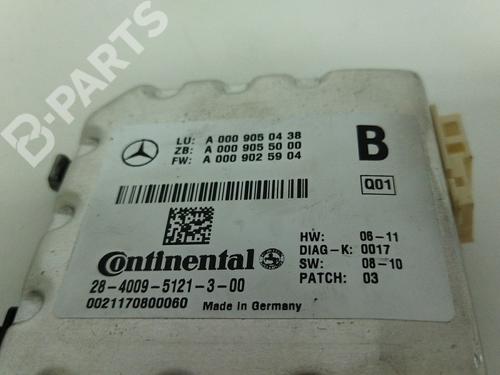 B-PARTS
LU: A 000 905 04 38
ZB: A 000 905 50 00
FW: A 000 902 59 04
B
Q01
Continental
28-4009-5121-3-00
0021170800060 Made in Germany
HW: 06-11
DIAG-K: 0017
SW: 08-10
PATCH: 03